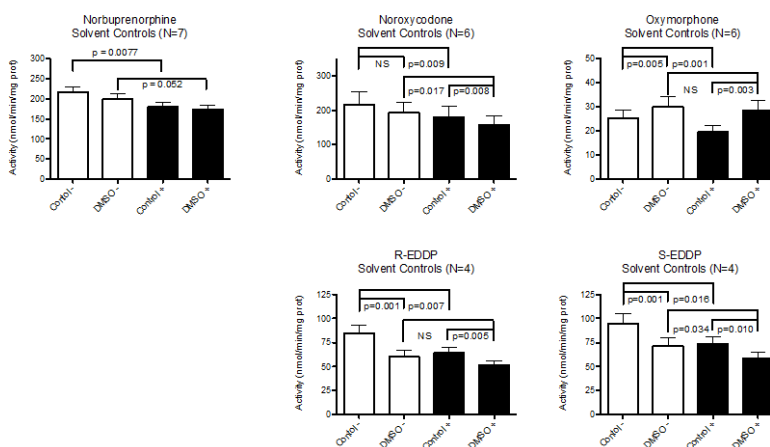 Norbuprenorphine
Solvent Controls (N=7)
Activity (nmol/min/mg prot)
300
250
200
150
100
50
0
p = 0.0077
p = 0.052
Contol -
DMSO -
Control +
DMSO +
Noroxycodone
Solvent Controls (N=6)
Activity (nmol/min/mg prot)
300
200
100
0
NS
p=0.009
p=0.017
p=0.008
Contol -
DMSO -
Control +
DMSO +
Oxymorphone
Solvent Controls (N=6)
Activity (nmol/min/mg prot)
50
40
30
20
10
0
p=0.005
p=0.001
NS
p=0.003
Contol -
DMSO -
Control +
DMSO +
R-EDDP
Solvent Controls (N=4)
Activity (nmol/min/mg prot)
125
100
75
50
25
0
p=0.001
p=0.007
NS
p=0.005
Contol -
DMSO -
Control +
DMSO +
S-EDDP
Solvent Controls (N=4)
Activity (nmol/min/mg prot)
125
100
75
50
25
0
p=0.001
p=0.016
p=0.034
p=0.010
Contol -
DMSO -
Control +
DMSO +